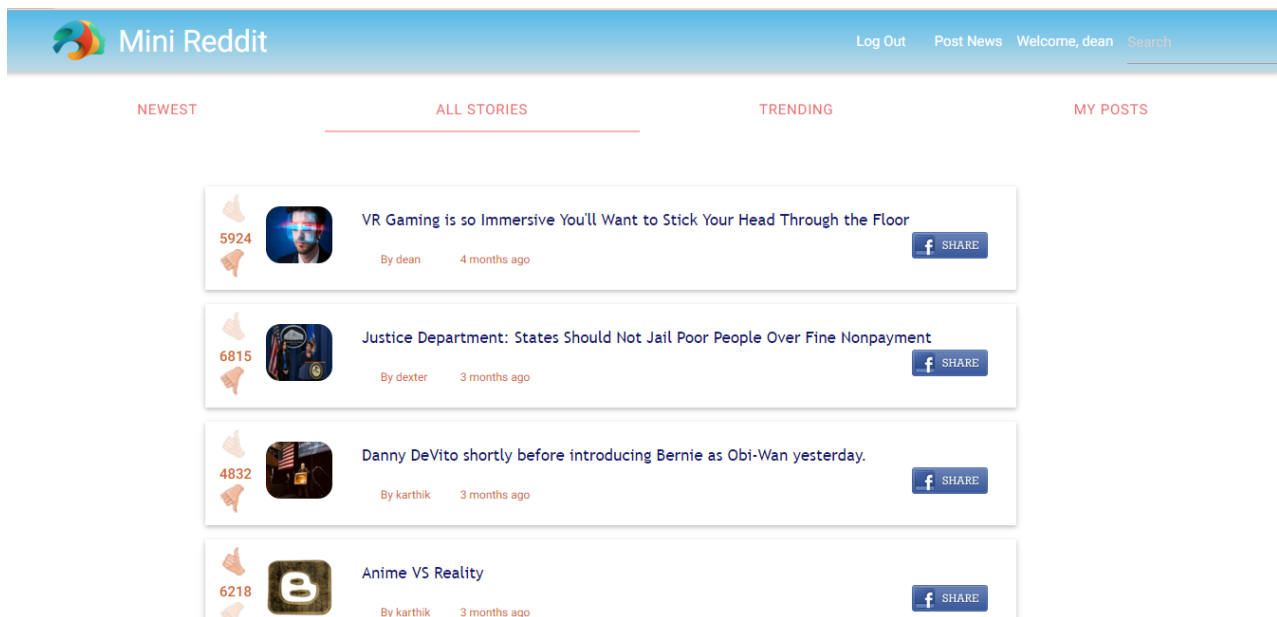 Mini Reddit
Log Out Post News Welcome, dean Search
NEWEST ALL STORIES TRENDING MY POSTS
VR Gaming is so Immersive You'll Want to Stick Your Head Through the Floor
5924
f SHARE
By dean 4 months ago
Justice Department: States Should Not Jail Poor People Over Fine Nonpayment
6815
f SHARE
By dexter 3 months ago
Danny DeVito shortly before introducing Bernie as Obi-Wan yesterday.
4832
f SHARE
By karthik 3 months ago
Anime VS Reality
6218
f SHARE
By karthik 3 months ago